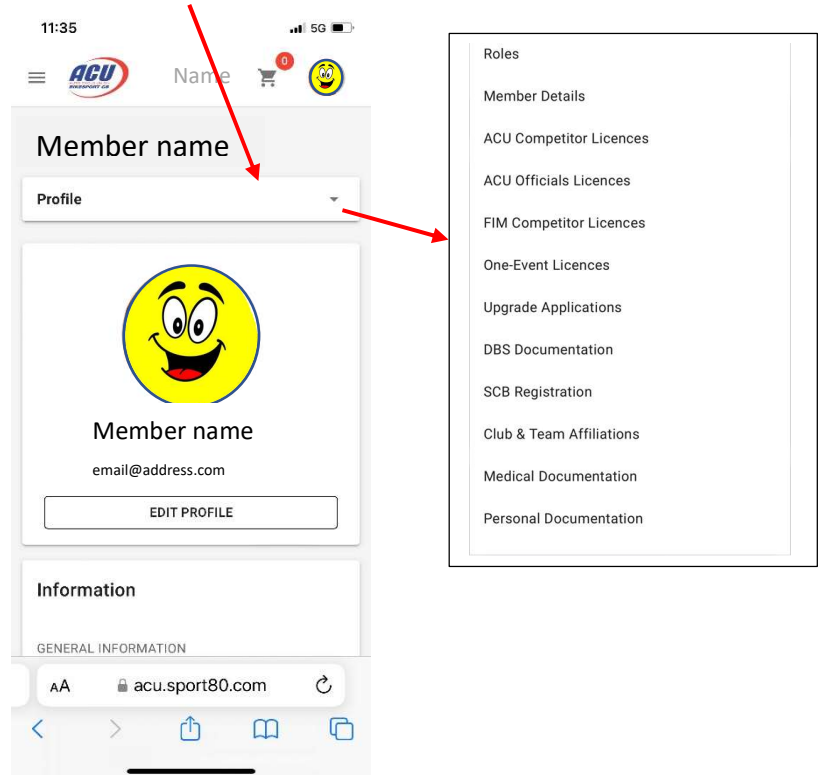 11:35
5G
ACU
BIKESPORT GB
Name
0
Member name
Profile
Member name
email@address.com
EDIT PROFILE
Information
GENERAL INFORMATION
AA
acu.sport80.com
Roles
Member Details
ACU Competitor Licences
ACU Officials Licences
FIM Competitor Licences
One-Event Licences
Upgrade Applications
DBS Documentation
SCB Registration
Club & Team Affiliations
Medical Documentation
Personal Documentation